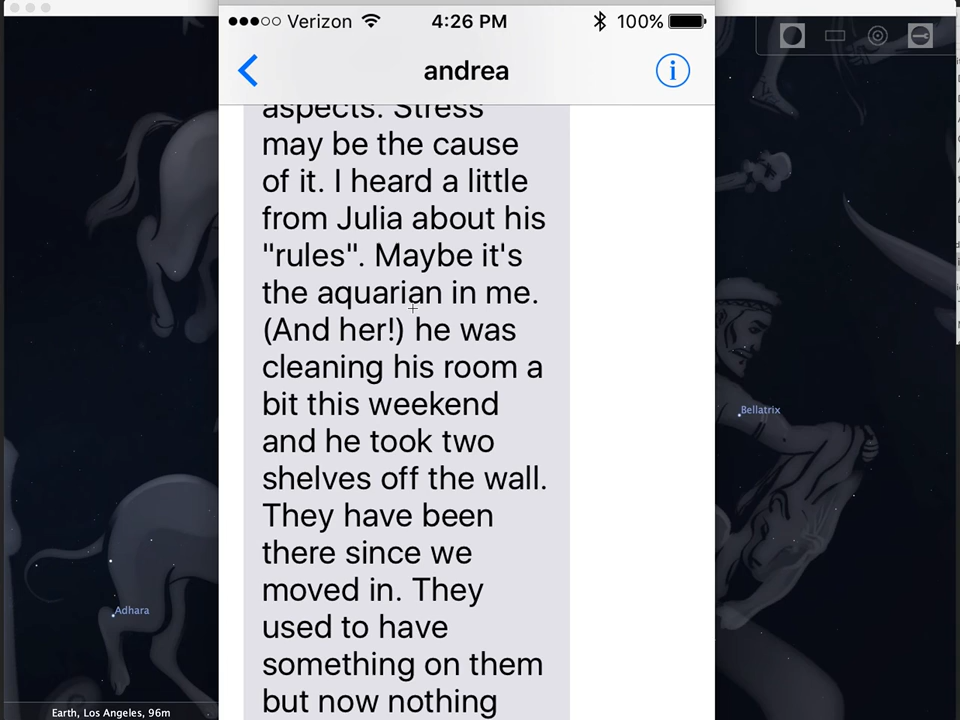 Verizon 4:26 PM 100%
andrea
aspects. Stress
may be the cause
of it. I heard a little
from Julia about his
"rules". Maybe it's
the aquarian in me.
(And her!) he was
cleaning his room a
bit this weekend
and he took two
shelves off the wall.
They have been
there since we
moved in. They
used to have
something on them
but now nothing
Bellatrix
Adhara
Earth, Los Angeles, 96m